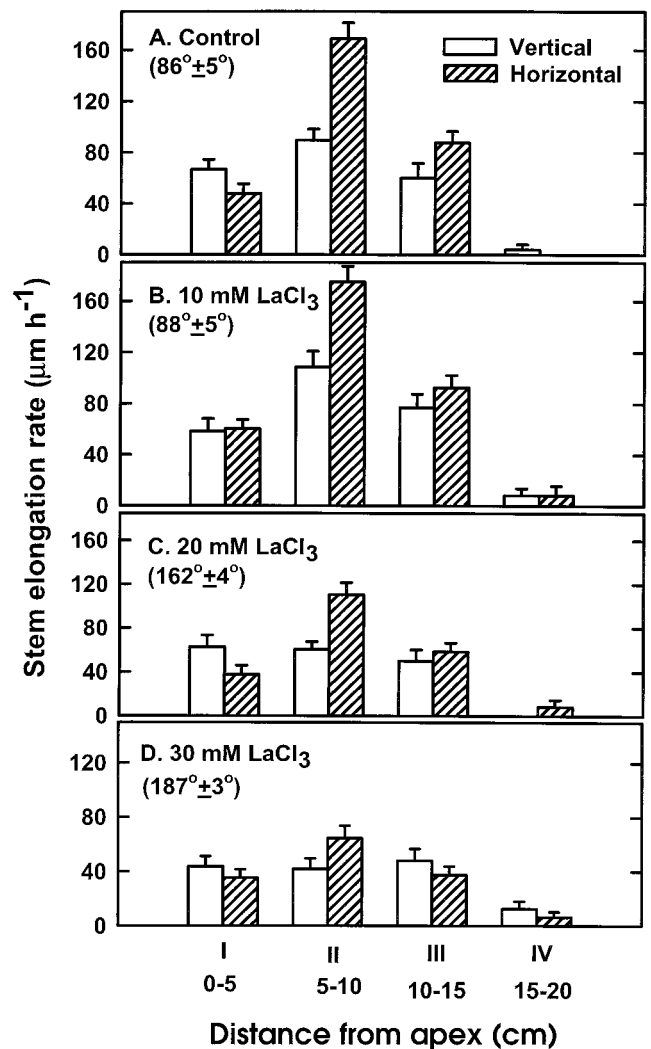 A. Control
(86°±5°)
Vertical
Horizontal
160
120
80
40
0
B. 10 mM LaCl₃
(88°±5°)
160
120
80
40
0
C. 20 mM LaCl₃
(162°±4°)
160
120
80
40
0
D. 30 mM LaCl₃
(187°±3°)
120
80
40
0
Stem elongation rate (μm h⁻¹)
I II III IV
0-5 5-10 10-15 15-20
Distance from apex (cm)